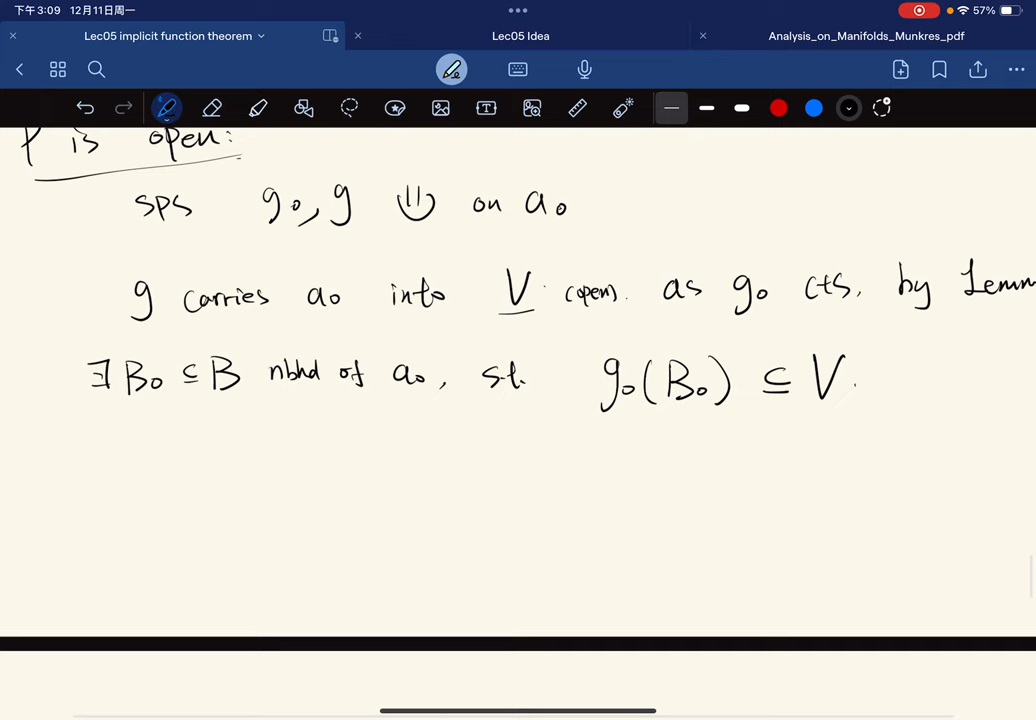 下午3:09 12月11日周一
57%
Lec05 implicit function theorem
Lec05 Idea
Analysis_on_Manifolds_Munkres_pdf
is open:
sps g₀, g on a₀
g carries a₀ into V (open). as g₀ cts, by Lemm
∃ B₀ ⊆ B nbhd of a₀, s.t. g₀(B₀) ⊆ V.